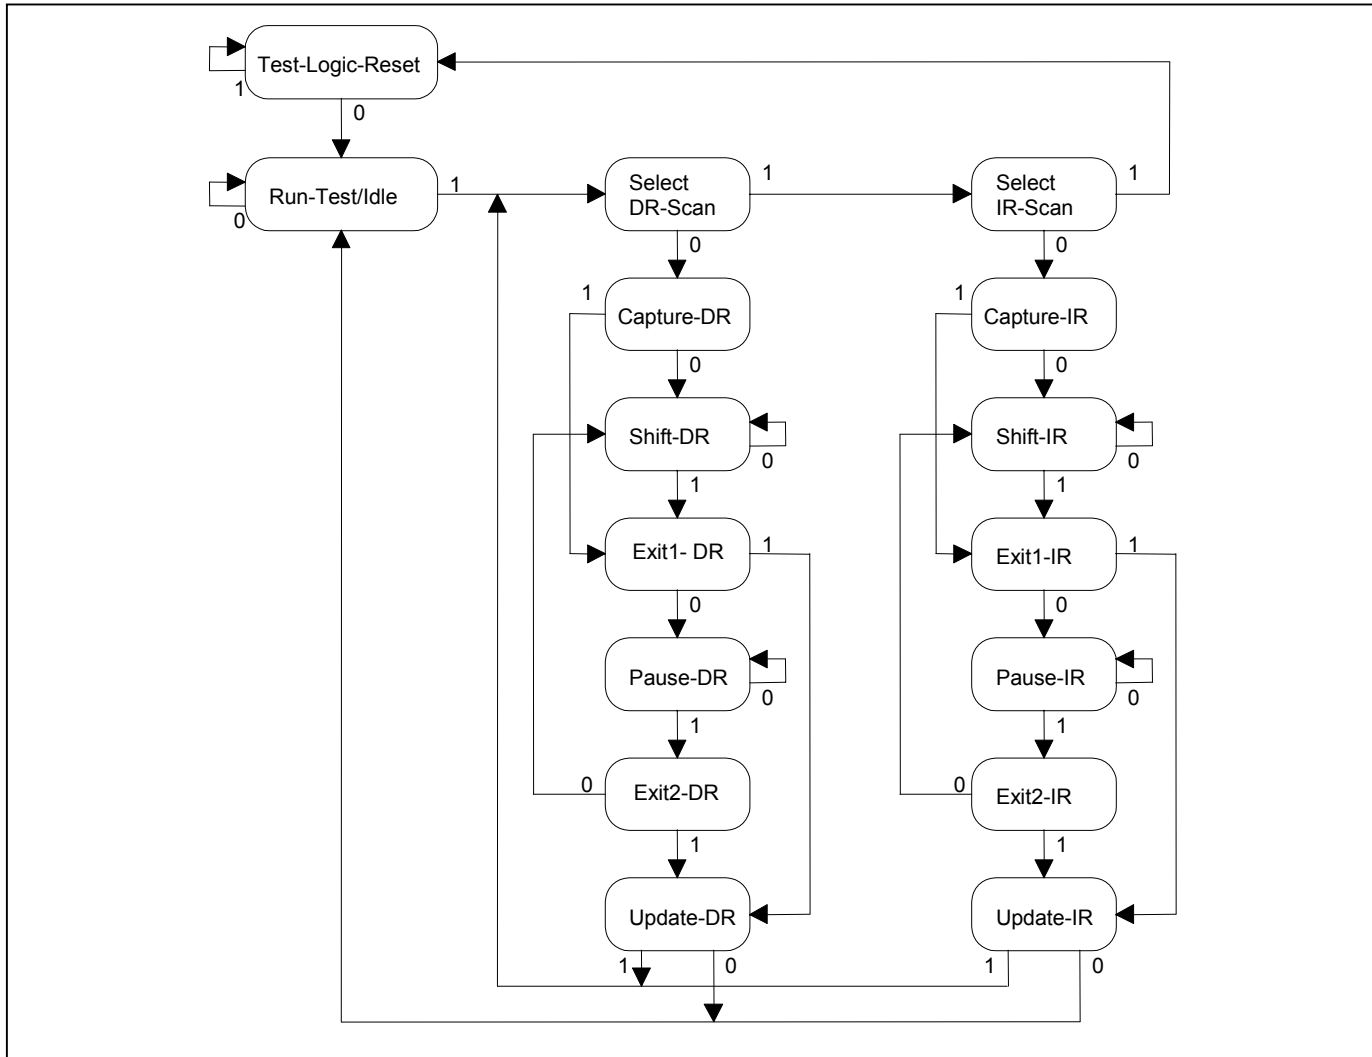 Test-Logic-Reset
1
0
Run-Test/Idle
0
1
Select
DR-Scan
1
0
Select
IR-Scan
1
0
1
Capture-DR
0
1
Capture-IR
0
Shift-DR
0
1
Shift-IR
0
1
Exit1- DR
1
0
Exit1-IR
1
0
Pause-DR
0
1
Pause-IR
0
1
0
Exit2-DR
1
0
Exit2-IR
1
Update-DR
1
0
Update-IR
1
0